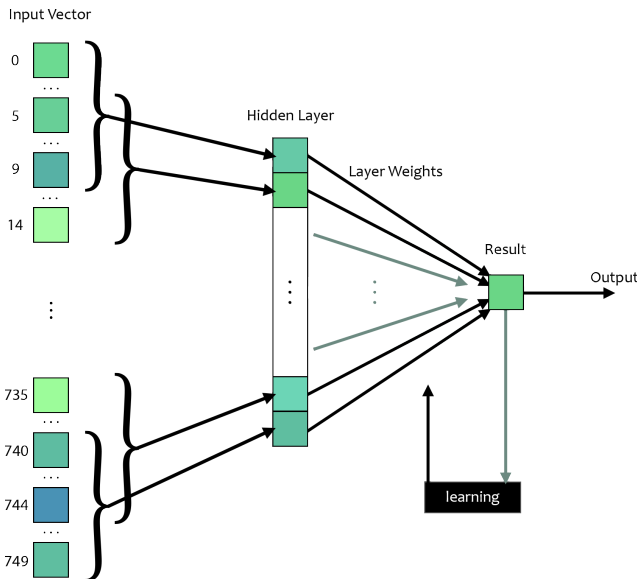 Input Vector
0
...
5
...
9
...
14
...
735
...
740
...
744
...
749
Hidden Layer
...
Layer Weights
...
Result
Output
learning